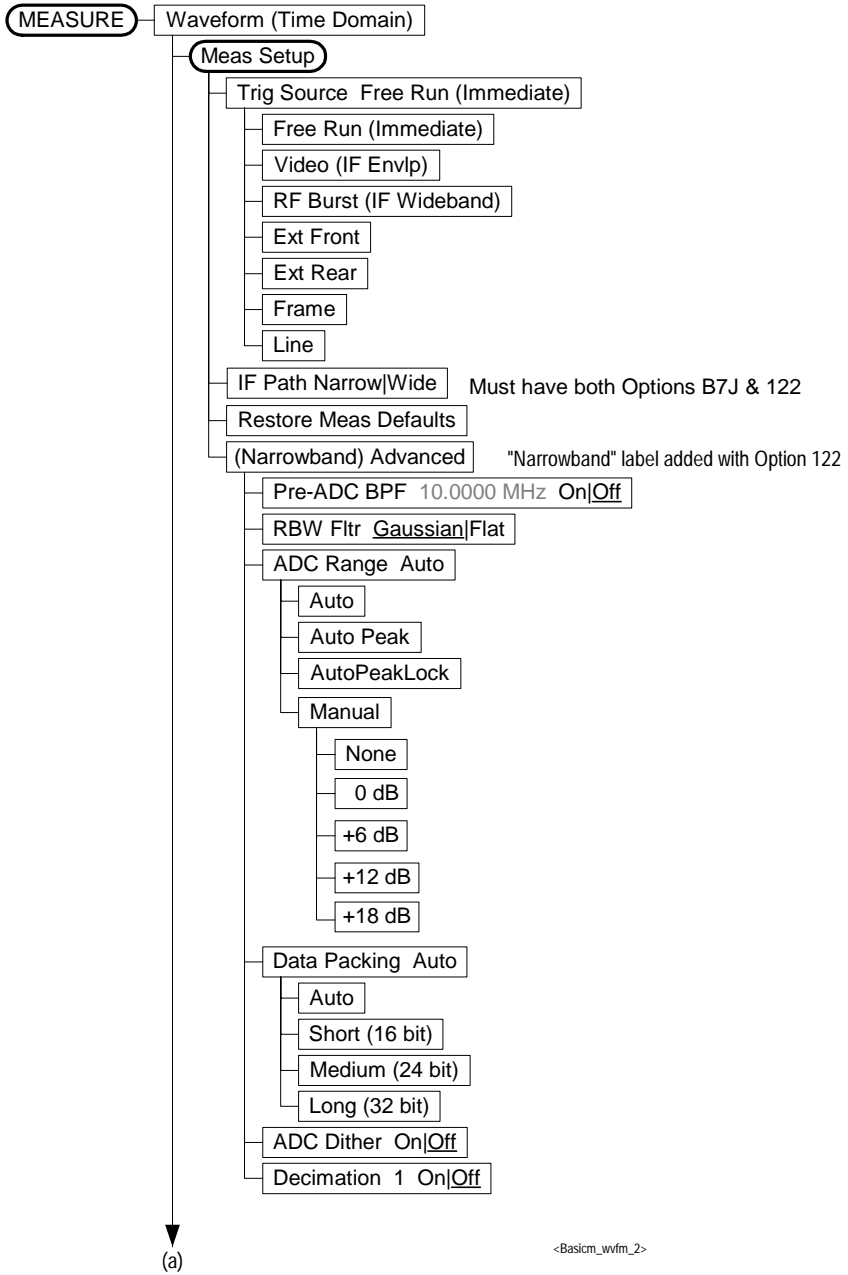 MEASURE Waveform (Time Domain)
Meas Setup
Trig Source Free Run (Immediate)
Free Run (Immediate)
Video (IF Envlp)
RF Burst (IF Wideband)
Ext Front
Ext Rear
Frame
Line
IF Path Narrow|Wide Must have both Options B7J & 122
Restore Meas Defaults
(Narrowband) Advanced "Narrowband" label added with Option 122
Pre-ADC BPF 10.0000 MHz On|Off
RBW Fltr Gaussian|Flat
ADC Range Auto
Auto
Auto Peak
AutoPeakLock
Manual
None
0 dB
+6 dB
+12 dB
+18 dB
Data Packing Auto
Auto
Short (16 bit)
Medium (24 bit)
Long (32 bit)
ADC Dither On|Off
Decimation 1 On|Off
(a) <Basicm_wvfm_2>